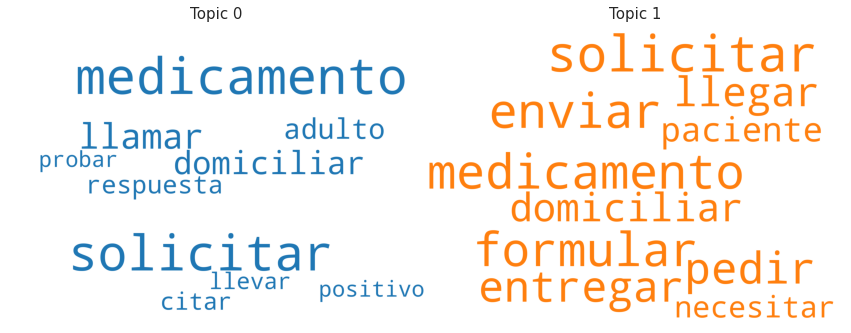 Topic 0
medicamento
llamar
adulto
probar
domiciliar
respuesta
solicitar
llevar
citar
positivo
Topic 1
solicitar
llegar
enviar
paciente
medicamento
domiciliar
formular
pedir
entregar
necesitar